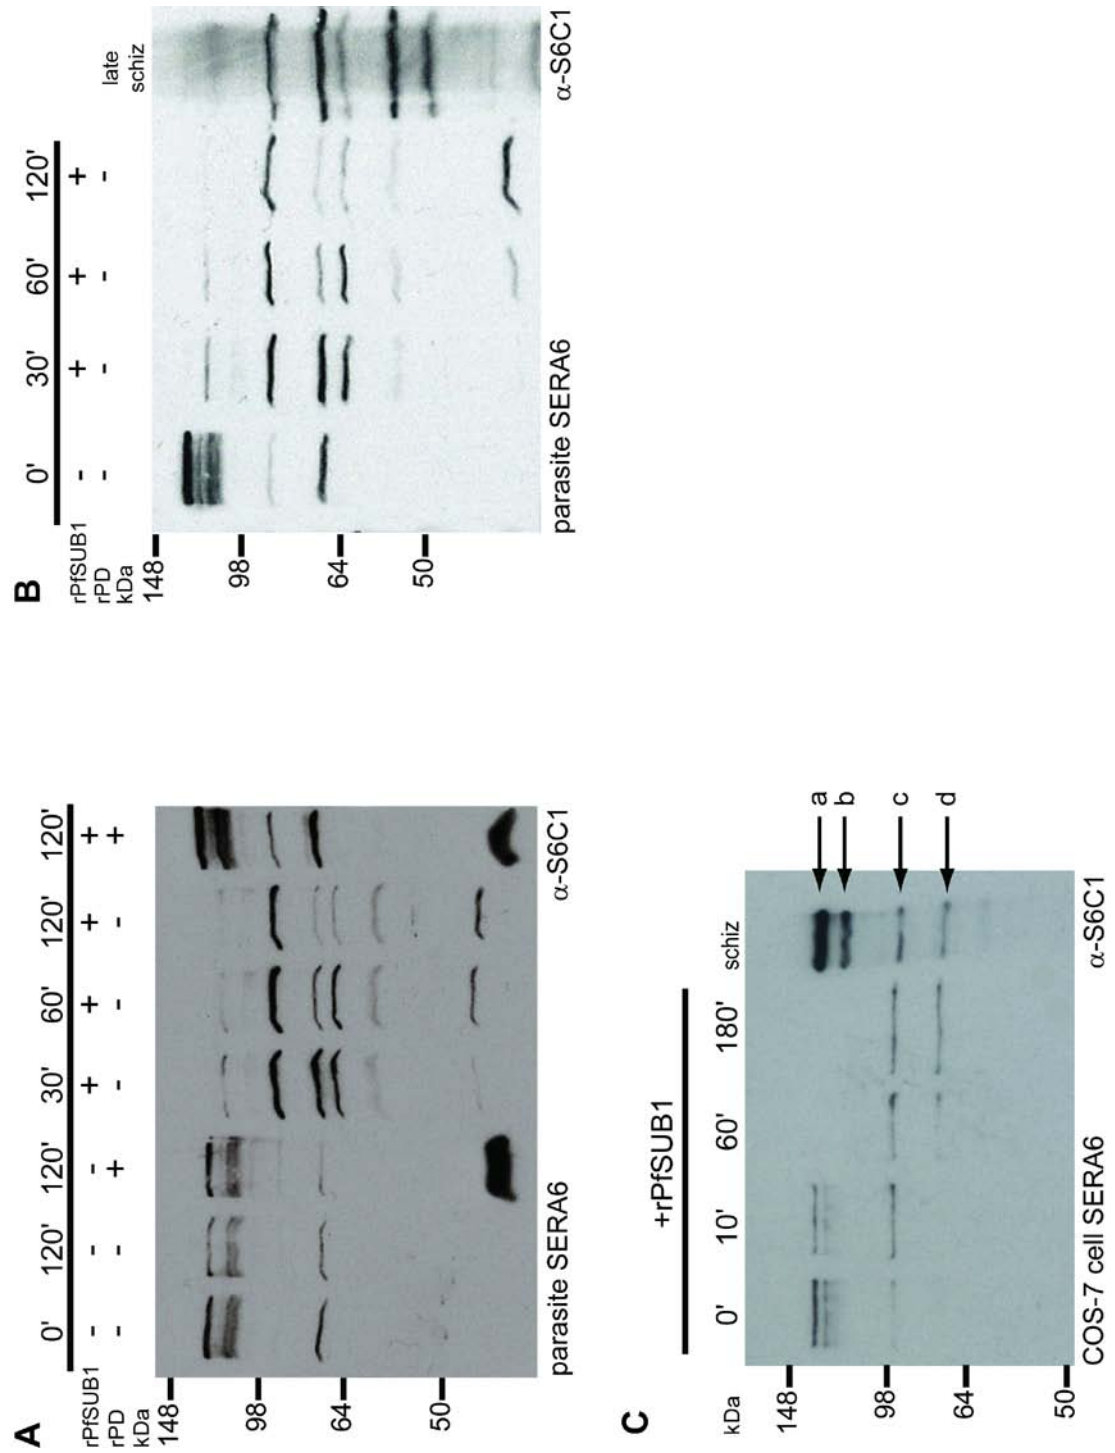 A
0' 120' 120' 30' 60' 120' 120'
rPfSUB1 - - - + + + +
rPD - - + - - - +
kDa
148
98
64
50
parasite SERA6 α-S6C1
B
0' 30' 60' 120' late schiz
rPfSUB1 - + + +
rPD - - - -
kDa
148
98
64
50
parasite SERA6 α-S6C1
C
+rPfSUB1
kDa 0' 10' 60' 180' schiz
148
98
64
50
a
b
c
d
COS-7 cell SERA6 α-S6C1